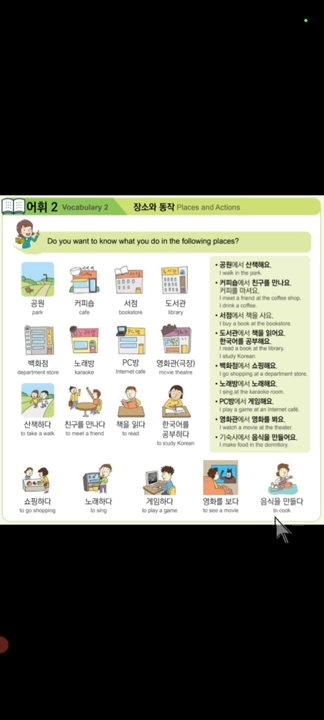 어휘 2 Vocabulary 2 장소와 동작 Places and Actions
Do you want to know what you do in the following places?
공원 커피숍 서점 도서관
park cafe bookstore library
백화점 노래방 PC방 영화관(극장)
department store karaoke Internet cafe movie theatre
산책하다 친구를 만나다 책을 읽다 한국어를
공부하다
to take a walk to meet a friend to read to study Korean
• 공원에서 산책해요.
I walk in the park.
• 커피숍에서 친구를 만나요.
커피를 마셔요.
I meet a friend at the coffee shop.
I drink a coffee.
• 서점에서 책을 사요.
I buy a book at the bookstore.
• 도서관에서 책을 읽어요.
한국어를 공부해요.
I read a book at the library.
I study Korean.
• 백화점에서 쇼핑해요.
I go shopping at a department store.
• 노래방에서 노래해요.
I sing at the karaoke room.
• PC방에서 게임해요.
I play a game at an Internet café.
• 영화관에서 영화를 봐요.
I watch a movie at the theater.
• 기숙사에서 음식을 만들어요.
I make food in the dormitory.
쇼핑하다 노래하다 게임하다 영화를 보다 음식을 만들다
to go shopping to sing to play a game to see a movie to cook